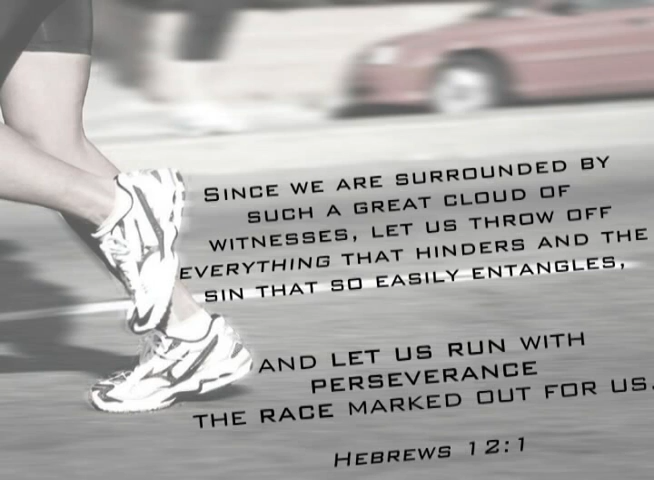 Since we are surrounded by
such a great cloud of
witnesses, let us throw off
everything that hinders and the
sin that so easily entangles,
and let us run with
perseverance
the race marked out for us.
Hebrews 12:1